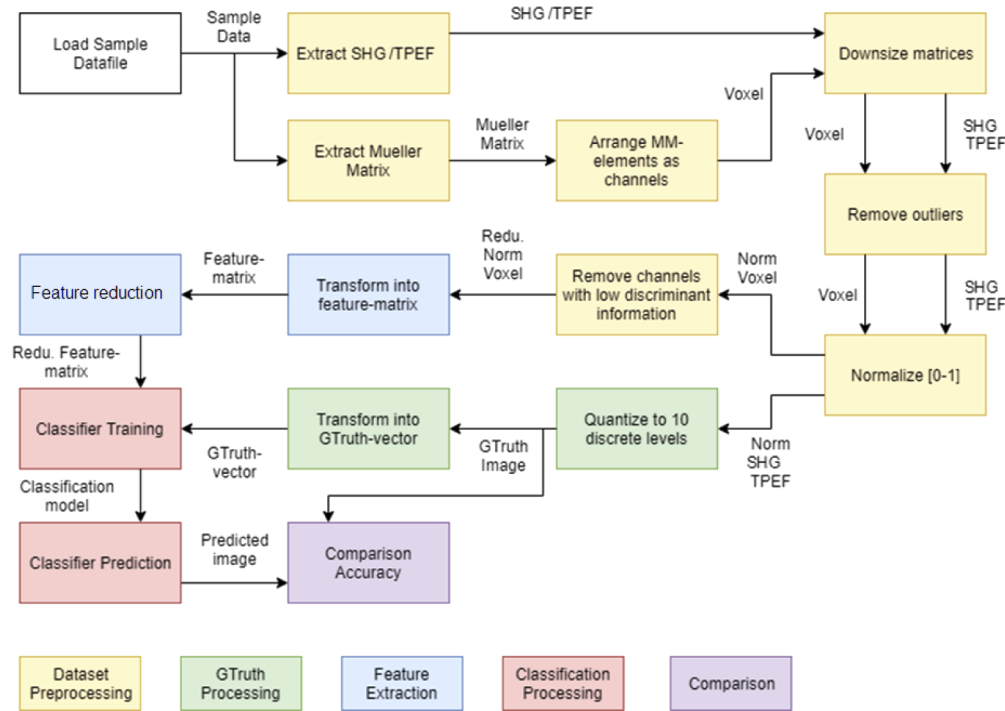 Load Sample
Datafile
Sample
Data
Extract SHG/TPEF
SHG/TPEF
Downsize matrices
Extract Mueller
Matrix
Mueller
Matrix
Arrange MM-
elements as
channels
Voxel
Voxel
SHG
TPEF
Remove outliers
Voxel
SHG
TPEF
Normalize [0-1]
Norm
Voxel
Remove channels
with low discriminant
information
Redu.
Norm
Voxel
Transform into
feature-matrix
Feature-
matrix
Feature reduction
Redu. Feature-
matrix
Norm
SHG
TPEF
Quantize to 10
discrete levels
GTruth
Image
Transform into
GTruth-vector
GTruth-
vector
Classifier Training
Classification
model
Classifier Prediction
Predicted
image
Comparison
Accuracy
Dataset
Preprocessing
GTruth
Processing
Feature
Extraction
Classification
Processing
Comparison